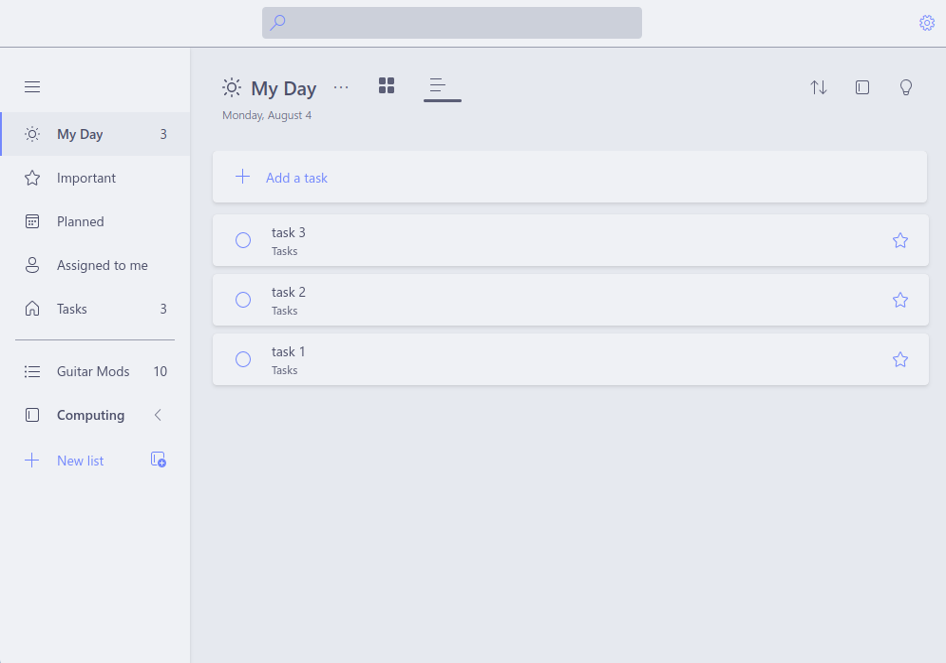 My Day
Monday, August 4
My Day 3
Important
Planned
Assigned to me
Tasks 3
Guitar Mods 10
Computing
New list
Add a task
task 3
Tasks
task 2
Tasks
task 1
Tasks